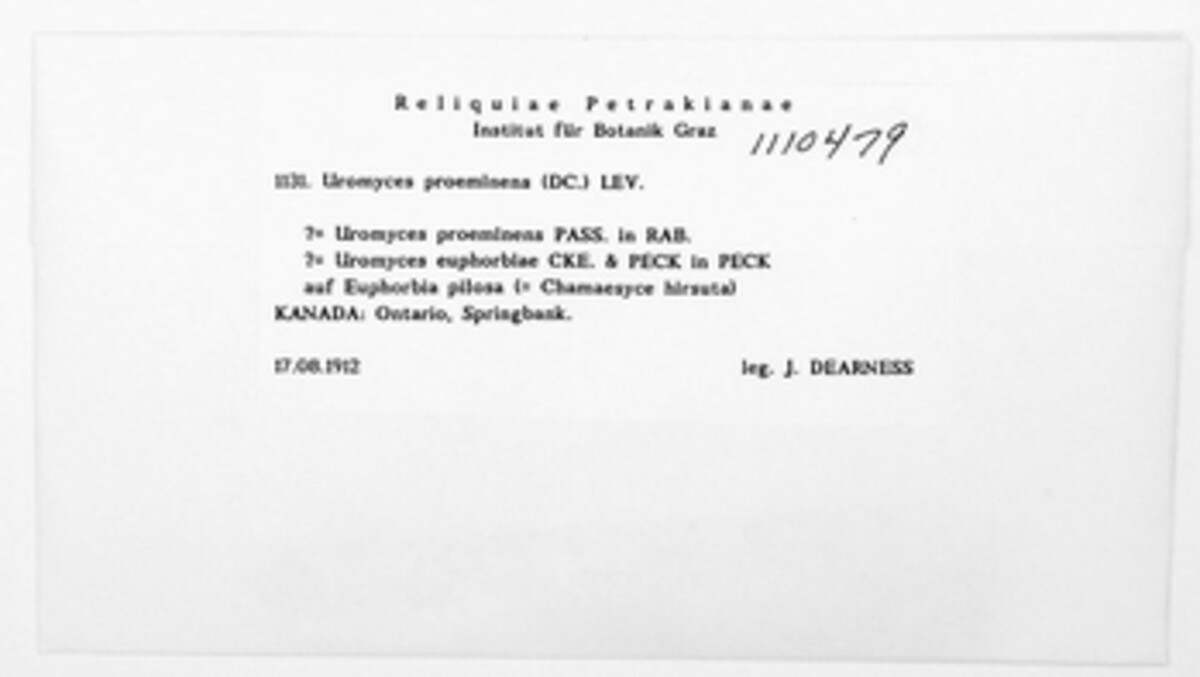 Reliquiae Petrakianae
Institut für Botanik Graz
1110479
1131. Uromyces proeminens (DC.) LEV.
?= Uromyces proeminens PASS. in RAB.
?= Uromyces euphorbiae CKE. & PECK in PECK
auf Euphorbia pilosa (= Chamaesyce hirsuta)
KANADA: Ontario, Springbank.
17.08.1912 leg. J. DEARNESS